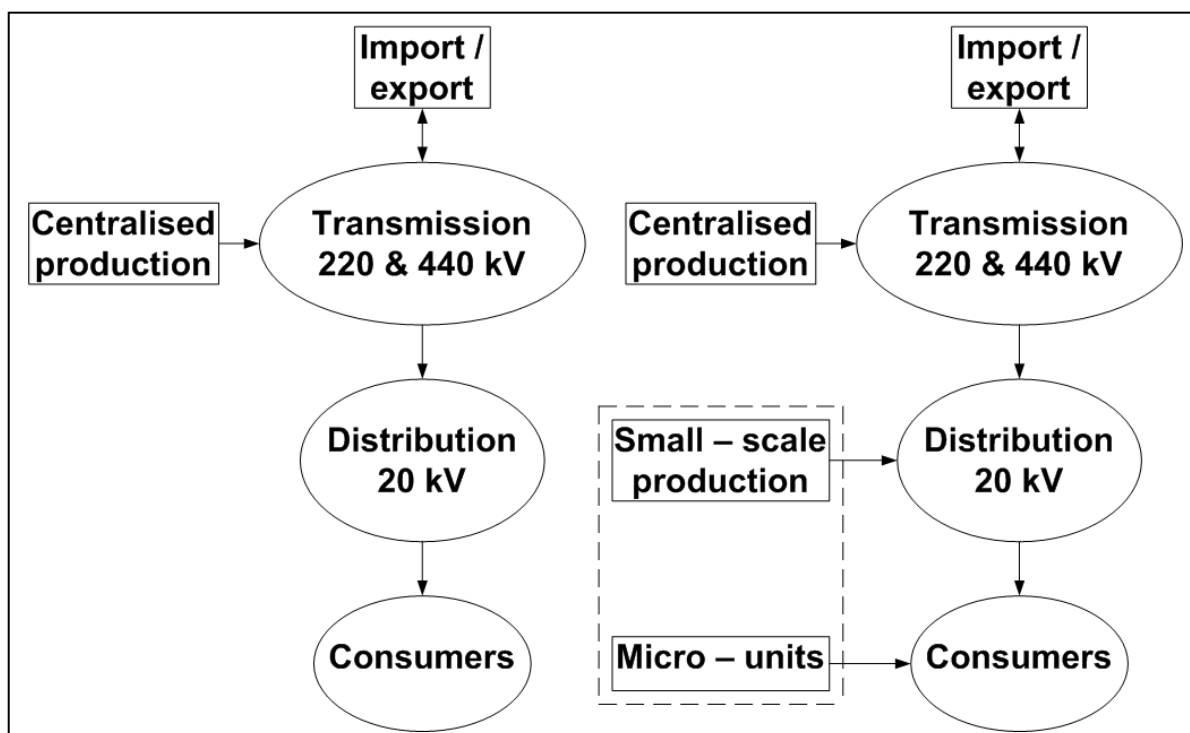 Import /
export
Centralised
production
Transmission
220 & 440 kV
Distribution
20 kV
Consumers
Import /
export
Centralised
production
Transmission
220 & 440 kV
Small – scale
production
Distribution
20 kV
Micro – units
Consumers